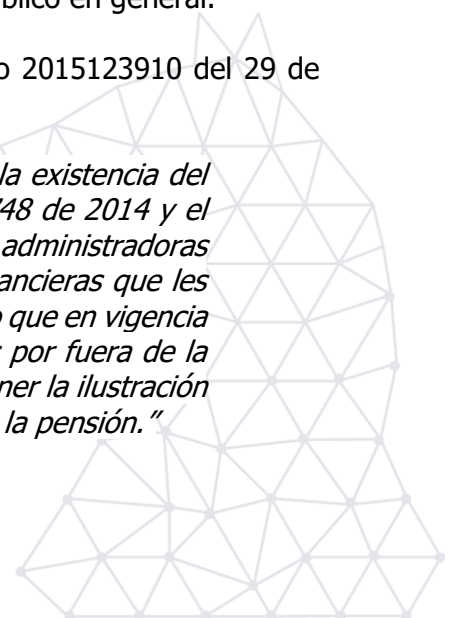 blico en general.
o 2015123910 del 29 de
la existencia del
748 de 2014 y el
administradoras
ancieras que les
o que en vigencia
por fuera de la
ner la ilustración
la pensión."